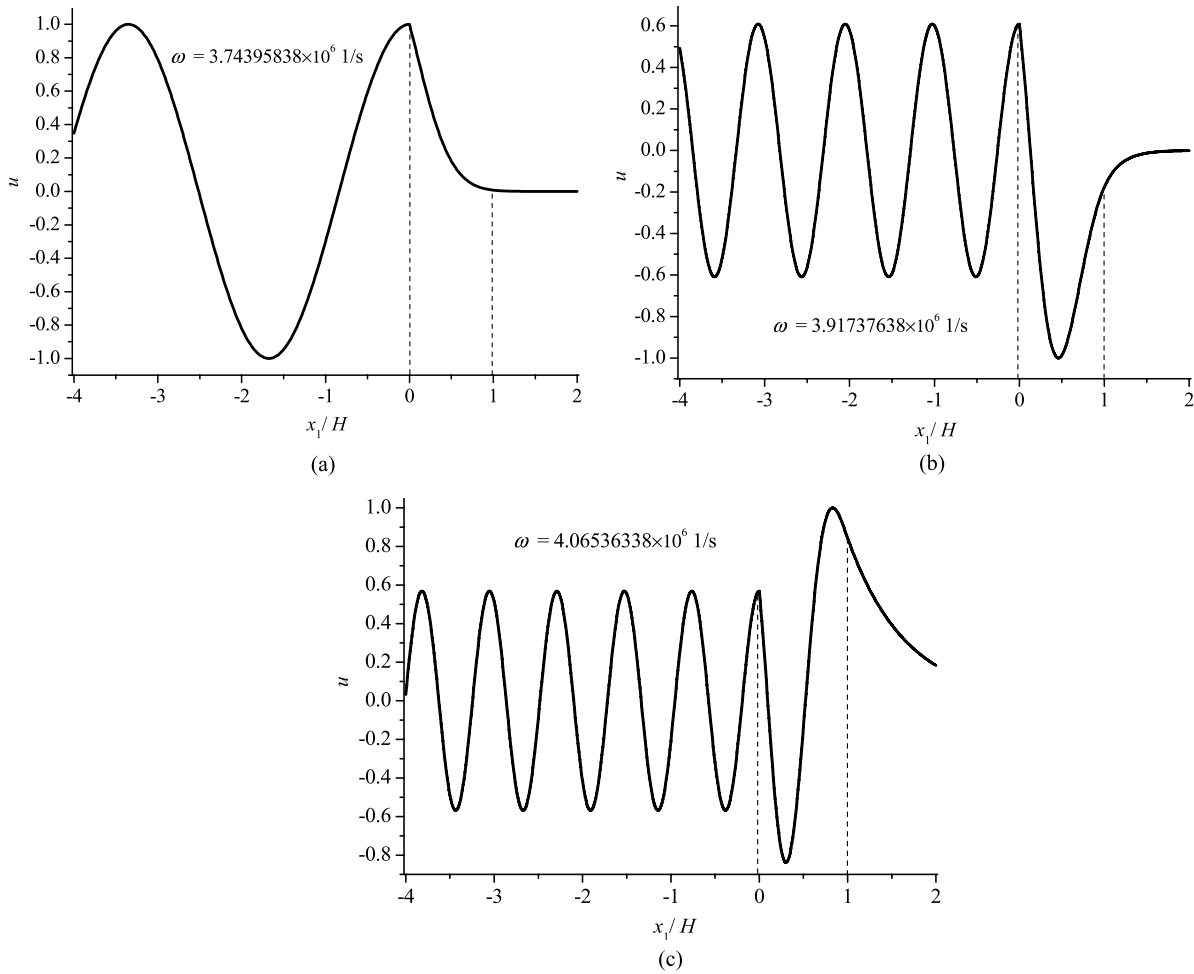 1.0
0.8
0.6
0.4
0.2
0.0
-0.2
-0.4
-0.6
-0.8
-1.0
u
ω = 3.74395838×10⁶ 1/s
-4 -3 -2 -1 0 1 2
x₁/ H
(a)
0.6
0.4
0.2
0.0
-0.2
-0.4
-0.6
-0.8
-1.0
u
ω = 3.91737638×10⁶ 1/s
-4 -3 -2 -1 0 1 2
x₁/ H
(b)
1.0
0.8
0.6
0.4
0.2
0.0
-0.2
-0.4
-0.6
-0.8
u
ω = 4.06536338×10⁶ 1/s
-4 -3 -2 -1 0 1 2
x₁/ H
(c)